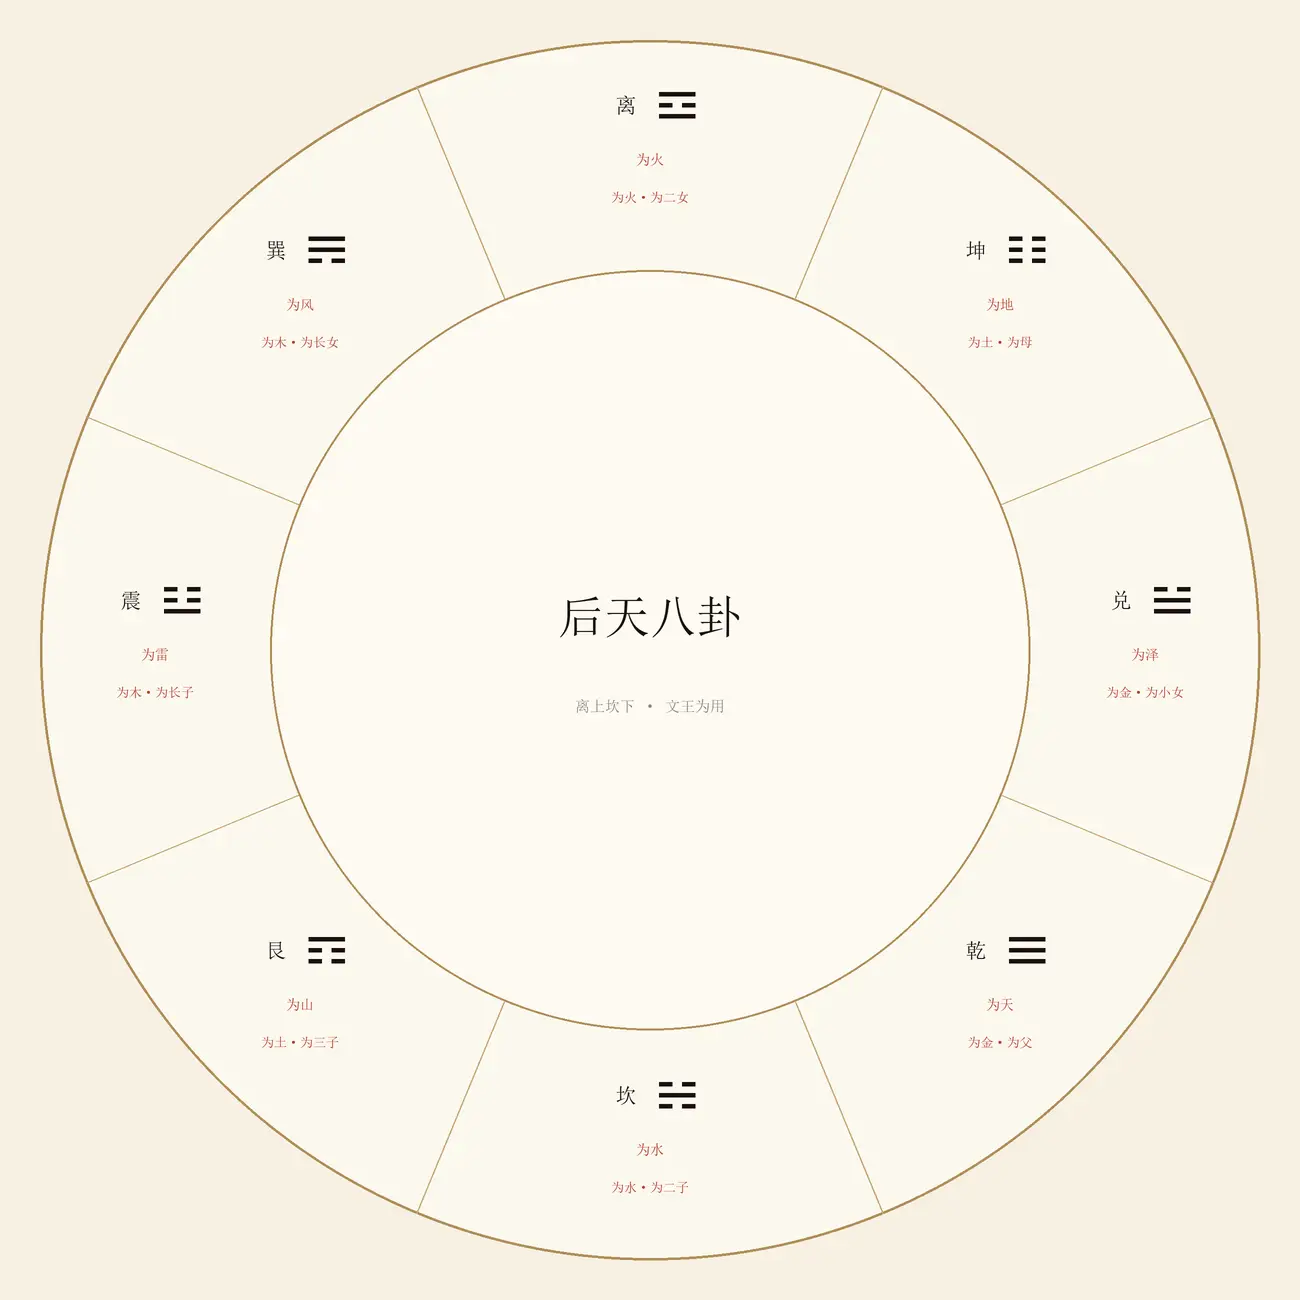 离
为火
为火•为二女
巽
为风
为木•为长女
坤
为地
为土•为母
震
为雷
为木•为长子
后天八卦
离上坎下 • 文王为用
兑
为泽
为金•为小女
艮
为山
为土•为三子
乾
为天
为金•为父
坎
为水
为水•为二子